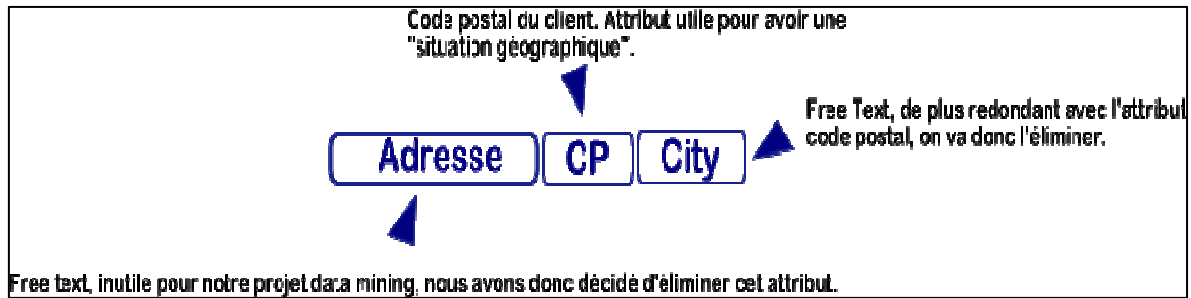 Code postal du client. Attribut utile pour avoir une
"situation géographique".
Free Text, de plus redondant avec l'attribut
code postal, on va donc l'éliminer.
Adresse CP City
Free text, inutile pour notre projet data mining, nous avons donc décidé d'éliminer cet attribut.